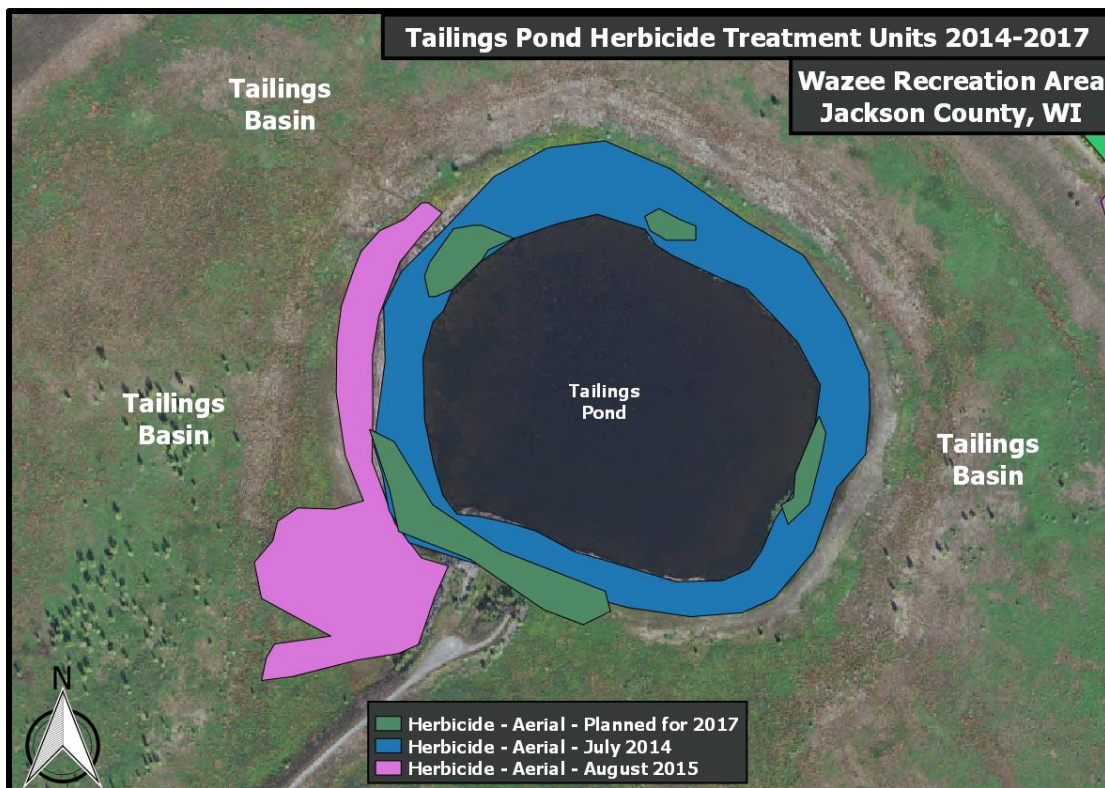 Tailings Pond Herbicide Treatment Units 2014-2017
Wazee Recreation Area
Jackson County, WI
Tailings
Basin
Tailings
Pond
Tailings
Basin
Tailings
Basin
N
Herbicide - Aerial - Planned for 2017
Herbicide - Aerial - July 2014
Herbicide - Aerial - August 2015